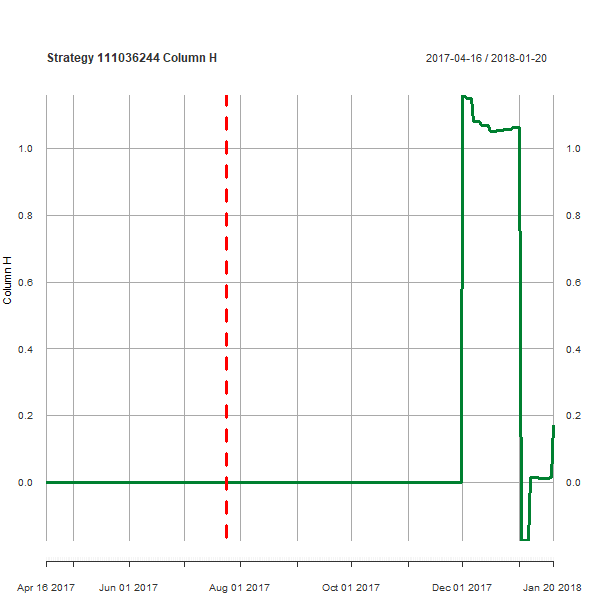 Strategy 111036244 Column H
2017-04-16 / 2018-01-20
1.0
0.8
0.6
0.4
0.2
0.0
Column H
1.0
0.8
0.6
0.4
0.2
0.0
Apr 16 2017
Jun 01 2017
Aug 01 2017
Oct 01 2017
Dec 01 2017
Jan 20 2018